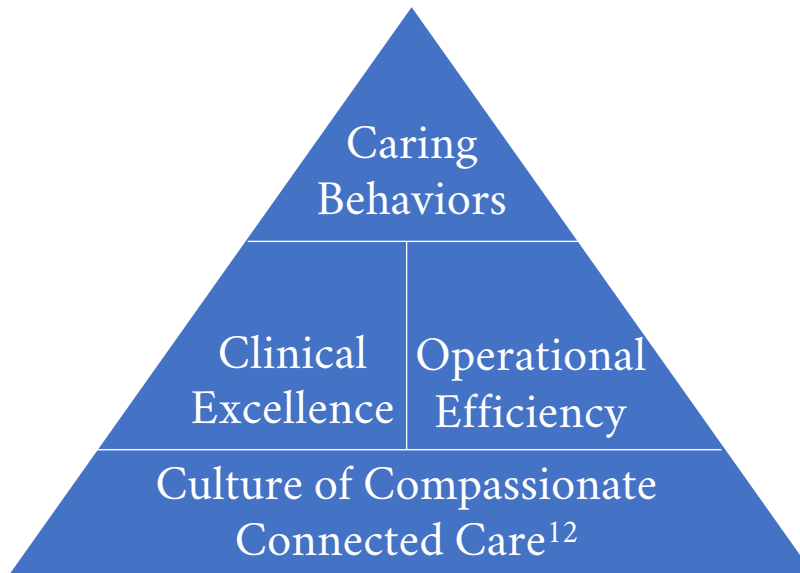 Caring
Behaviors
Clinical
Excellence
Operational
Efficiency
Culture of Compassionate
Connected Care¹²